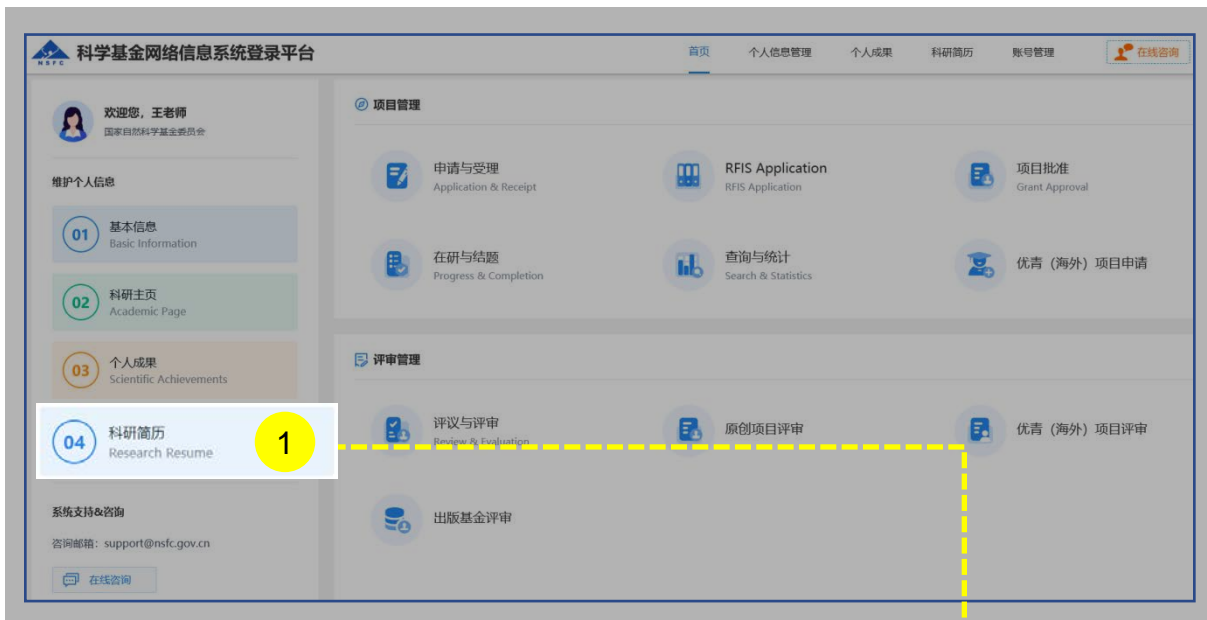 NSFC
科学基金网络信息系统登录平台
首页 个人信息管理 个人成果 科研简历 账号管理 在线咨询
欢迎您，王老师
国家自然科学基金委员会
维护个人信息
01 基本信息
Basic Information
02 科研主页
Academic Page
03 个人成果
Scientific Achievements
04 科研简历
Research Resume
1
系统支持&咨询
咨询邮箱：support@nsfc.gov.cn
在线咨询
项目管理
申请与受理
Application & Receipt
RFIS Application
RFIS Application
项目批准
Grant Approval
在研与结题
Progress & Completion
查询与统计
Search & Statistics
优青（海外）项目申请
评审管理
评议与评审
Review & Evaluation
原创项目评审
优青（海外）项目评审
出版基金评审